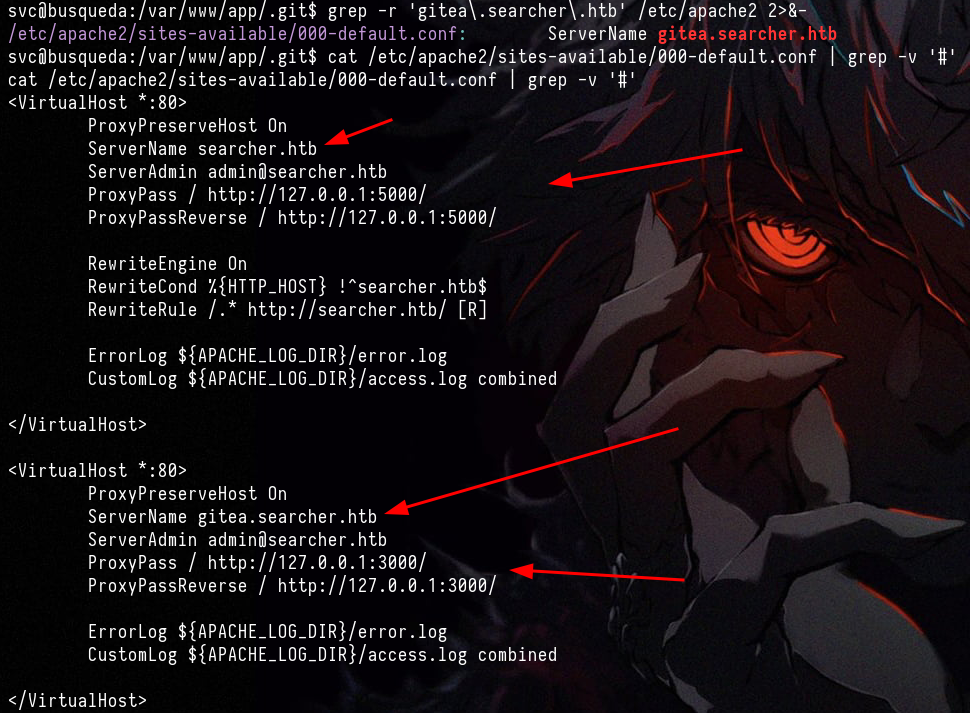 svc@busqueda:/var/www/app/.git$ grep -r 'gitea\.searcher\.htb' /etc/apache2 2>&-
/etc/apache2/sites-available/000-default.conf:        ServerName gitea.searcher.htb
svc@busqueda:/var/www/app/.git$ cat /etc/apache2/sites-available/000-default.conf | grep -v '#'
cat /etc/apache2/sites-available/000-default.conf | grep -v '#'
<VirtualHost *:80>
        ProxyPreserveHost On
        ServerName searcher.htb
        ServerAdmin admin@searcher.htb
        ProxyPass / http://127.0.0.1:5000/
        ProxyPassReverse / http://127.0.0.1:5000/

        RewriteEngine On
        RewriteCond %{HTTP_HOST} !^searcher.htb$
        RewriteRule /.* http://searcher.htb/ [R]

        ErrorLog ${APACHE_LOG_DIR}/error.log
        CustomLog ${APACHE_LOG_DIR}/access.log combined

</VirtualHost>

<VirtualHost *:80>
        ProxyPreserveHost On
        ServerName gitea.searcher.htb
        ServerAdmin admin@searcher.htb
        ProxyPass / http://127.0.0.1:3000/
        ProxyPassReverse / http://127.0.0.1:3000/

        ErrorLog ${APACHE_LOG_DIR}/error.log
        CustomLog ${APACHE_LOG_DIR}/access.log combined

</VirtualHost>